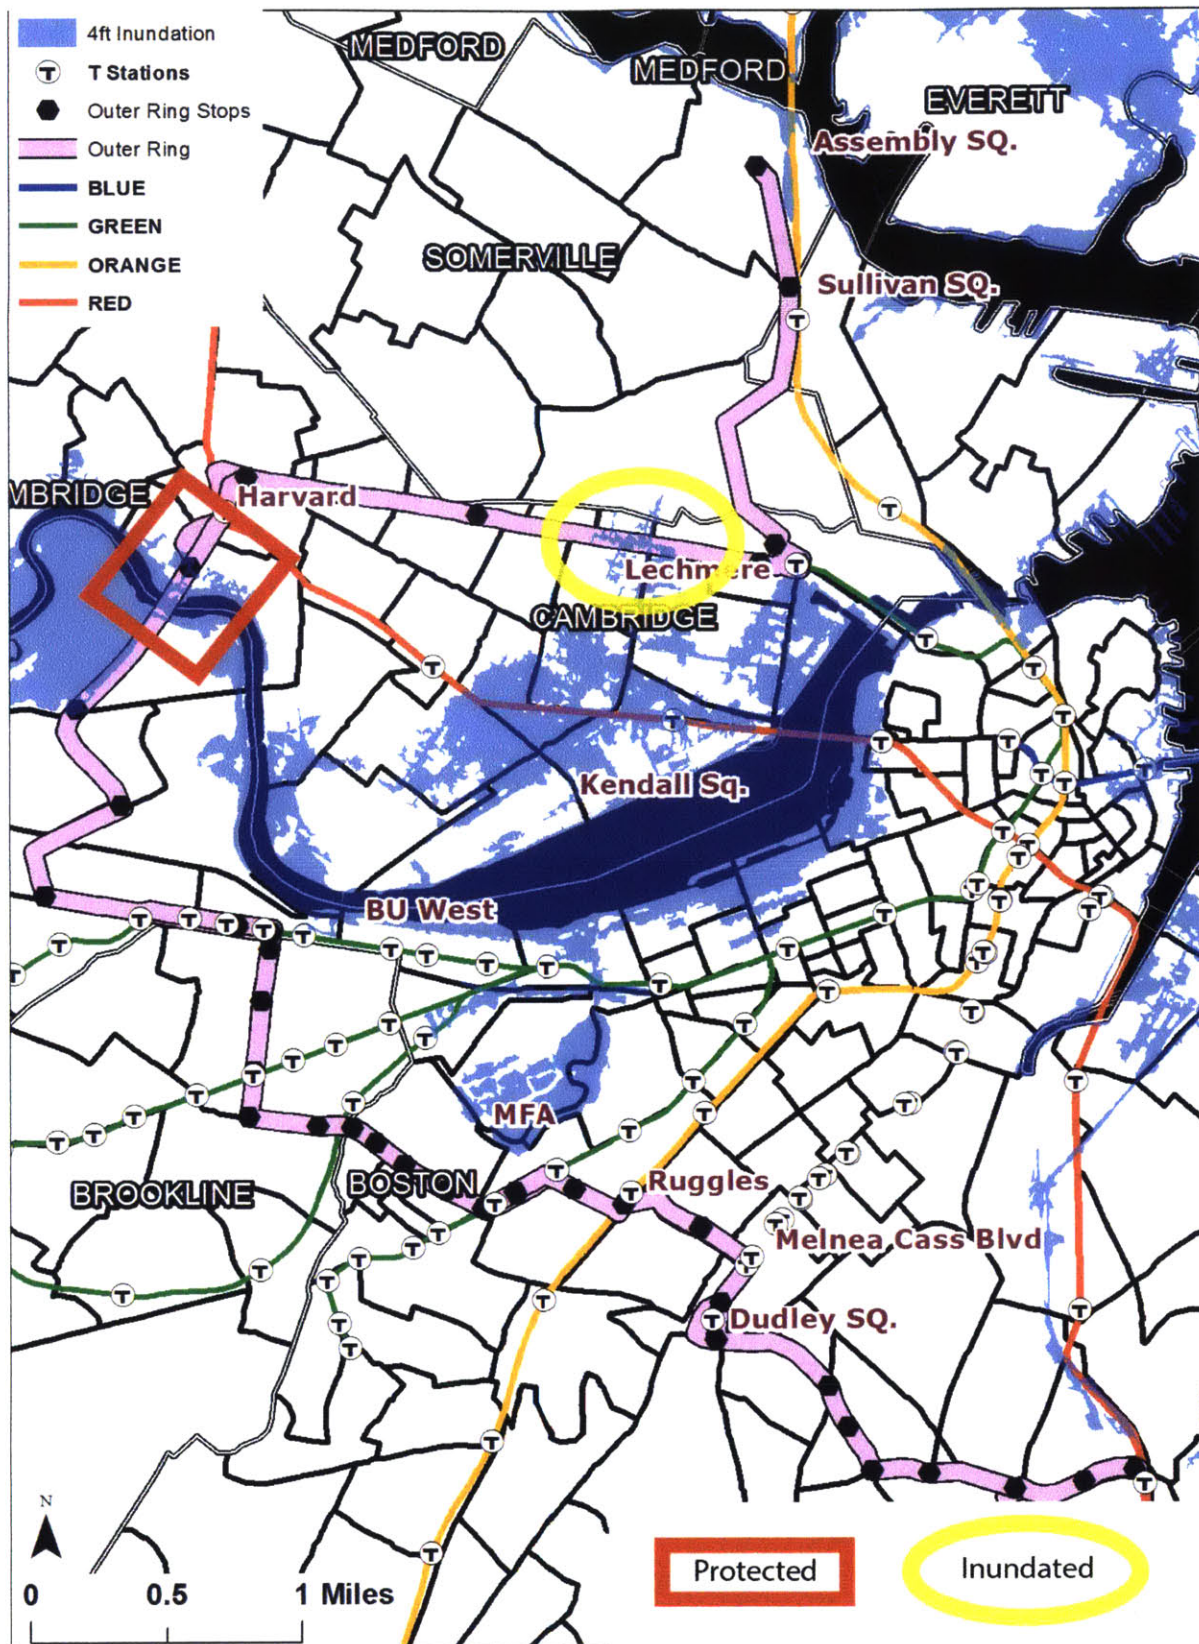 4ft Inundation
T Stations
Outer Ring Stops
Outer Ring
BLUE
GREEN
ORANGE
RED
MEDFORD
MEDFORD
EVERETT
Assembly SQ.
SOMERVILLE
Sullivan SQ.
MBRIDGE
Harvard
Lechmere
CAMBRIDGE
Kendall Sq.
BU West
MFA
BROOKLINE
BOSTON
Ruggles
Melnea Cass Blvd
Dudley SQ.
N
0 0.5 1 Miles
Protected
Inundated